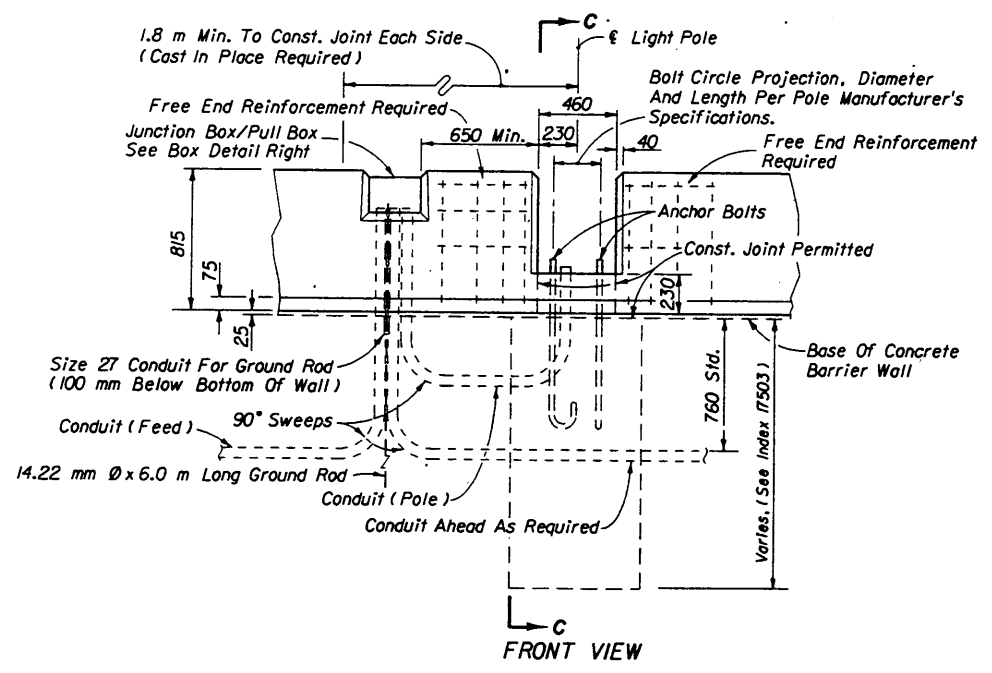 C
1.8 m Min. To Const. Joint Each Side
(Cast In Place Required)
℄ Light Pole
Bolt Circle Projection, Diameter
And Length Per Pole Manufacturer's
Specifications.
Free End Reinforcement Required
460
Junction Box/Pull Box
See Box Detail Right
650 Min.
230
40
Free End Reinforcement
Required
Anchor Bolts
Const. Joint Permitted
815
75
25
230
Size 27 Conduit For Ground Rod
(100 mm Below Bottom Of Wall)
Base Of Concrete
Barrier Wall
760 Std.
Varies, (See Index 17503)
90° Sweeps
Conduit (Feed)
14.22 mm Ø x 6.0 m Long Ground Rod
Conduit (Pole)
Conduit Ahead As Required
C
FRONT VIEW